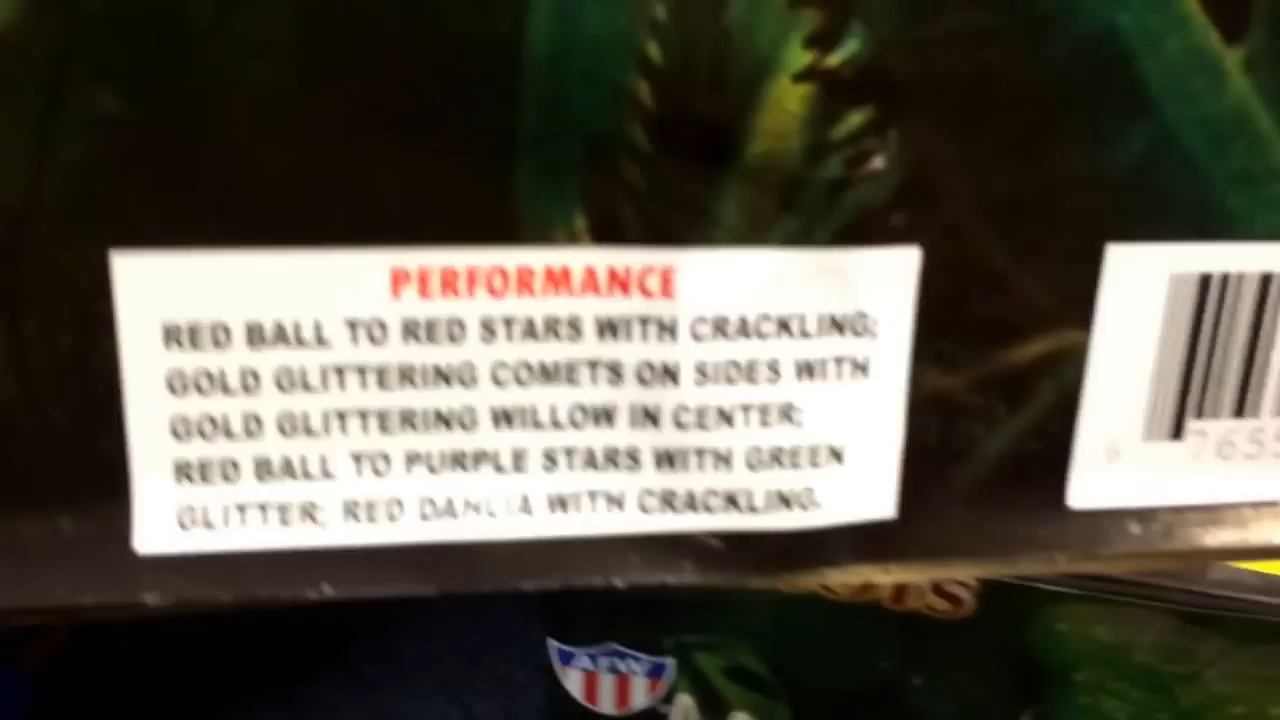 PERFORMANCE
RED BALL TO RED STARS WITH CRACKLING;
GOLD GLITTERING COMETS ON SIDES WITH
GOLD GLITTERING WILLOW IN CENTER;
RED BALL TO PURPLE STARS WITH GREEN
GLITTER; RED DAHLIA WITH CRACKLING.